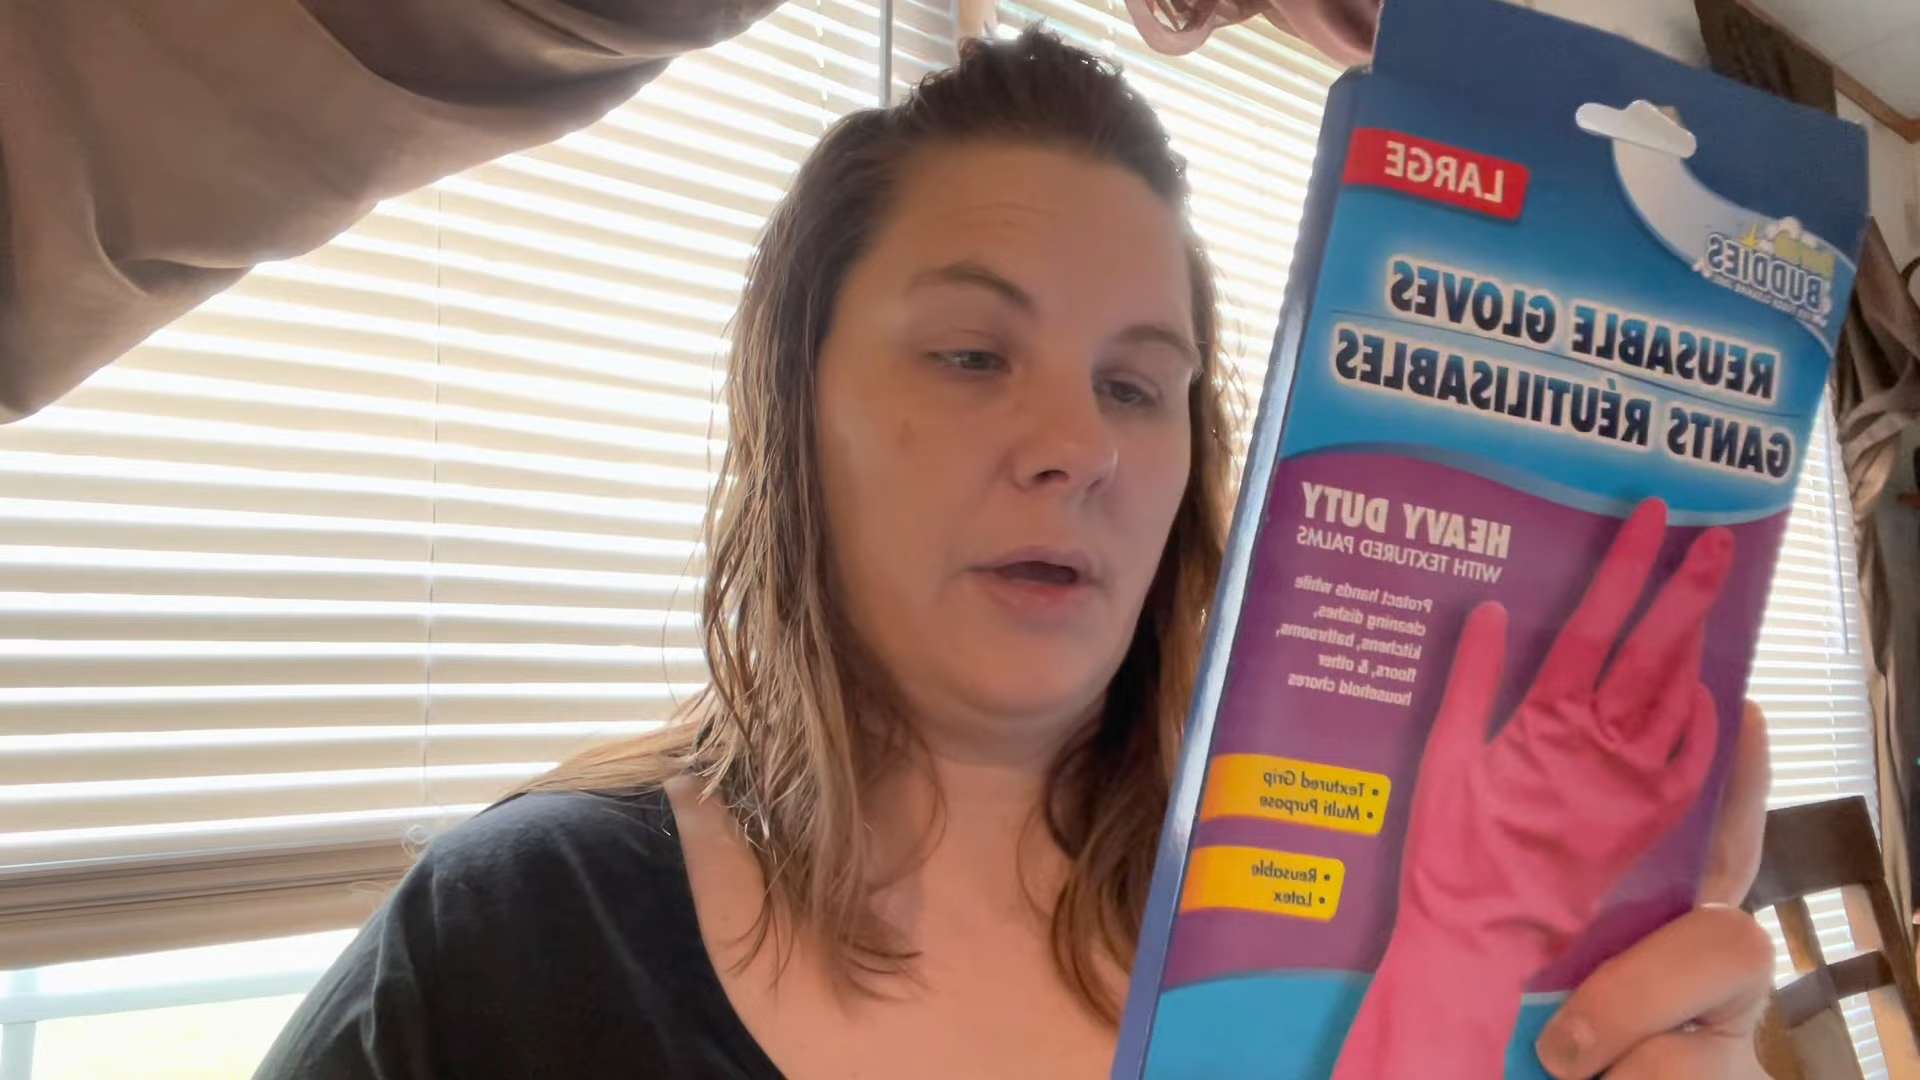 LARGE
BUDDIES
REUSABLE GLOVES
GANTS RÉUTILISABLES
HEAVY DUTY
WITH TEXTURED PALMS
Protect hands while
cleaning dishes,
kitchens, bathrooms,
floors, & other
household chores
• Textured Grip
• Multi Purpose
• Reusable
• Latex